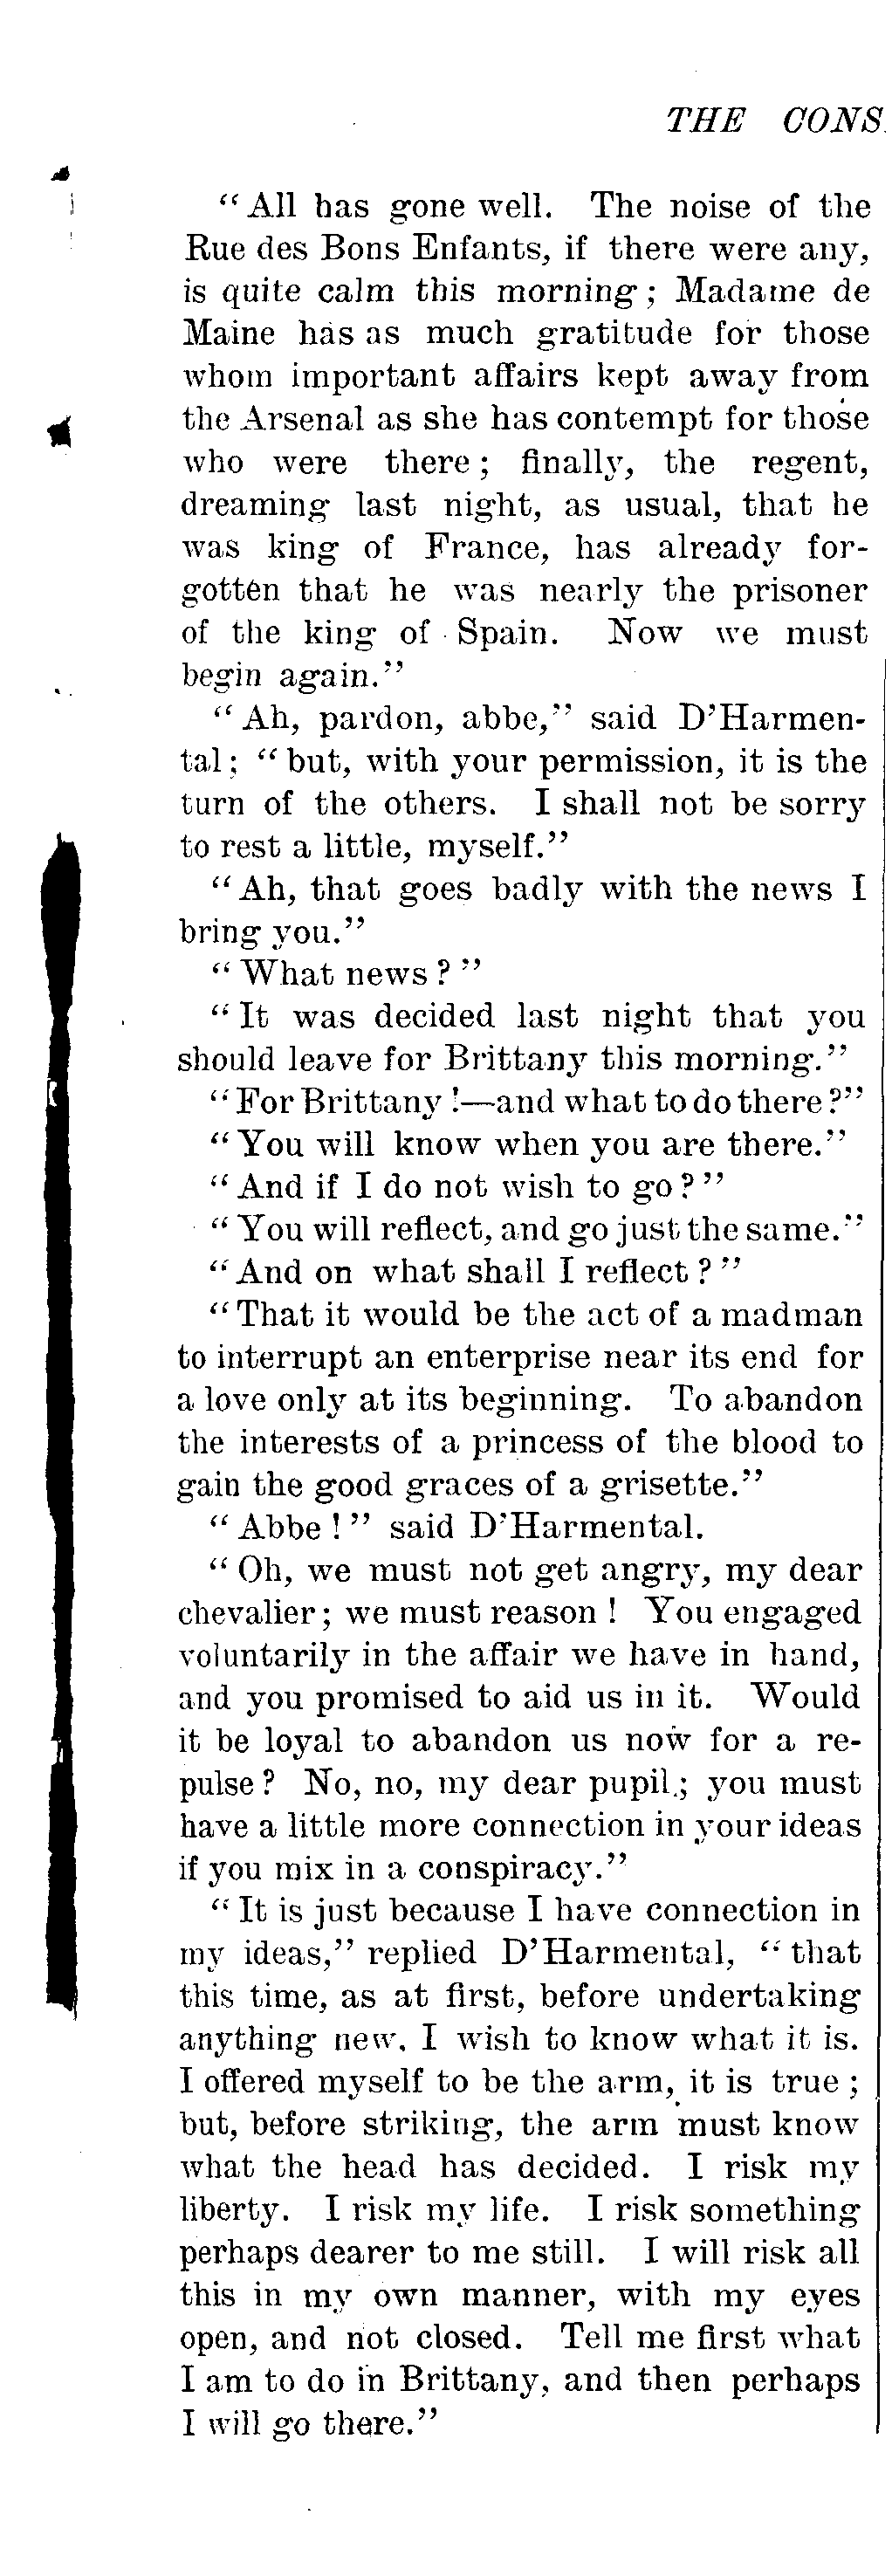 THE CONS
"All has gone well. The noise of the
Rue des Bons Enfants, if there were any,
is quite calm this morning; Madame de
Maine has as much gratitude for those
whom important affairs kept away from
the Arsenal as she has contempt for those
who were there; finally, the regent,
dreaming last night, as usual, that he
was king of France, has already for-
gotten that he was nearly the prisoner
of the king of Spain. Now we must
begin again."
"Ah, pardon, abbe," said D'Harmen-
tal; "but, with your permission, it is the
turn of the others. I shall not be sorry
to rest a little, myself."
"Ah, that goes badly with the news I
bring you."
"What news?"
"It was decided last night that you
should leave for Brittany this morning."
"For Brittany!—and what to do there?"
"You will know when you are there."
"And if I do not wish to go?"
"You will reflect, and go just the same."
"And on what shall I reflect?"
"That it would be the act of a madman
to interrupt an enterprise near its end for
a love only at its beginning. To abandon
the interests of a princess of the blood to
gain the good graces of a grisette."
"Abbe!" said D'Harmental.
"Oh, we must not get angry, my dear
chevalier; we must reason! You engaged
voluntarily in the affair we have in hand,
and you promised to aid us in it. Would
it be loyal to abandon us now for a re-
pulse? No, no, my dear pupil; you must
have a little more connection in your ideas
if you mix in a conspiracy."
"It is just because I have connection in
my ideas," replied D'Harmental, "that
this time, as at first, before undertaking
anything new, I wish to know what it is.
I offered myself to be the arm, it is true;
but, before striking, the arm must know
what the head has decided. I risk my
liberty. I risk my life. I risk something
perhaps dearer to me still. I will risk all
this in my own manner, with my eyes
open, and not closed. Tell me first what
I am to do in Brittany, and then perhaps
I will go there."